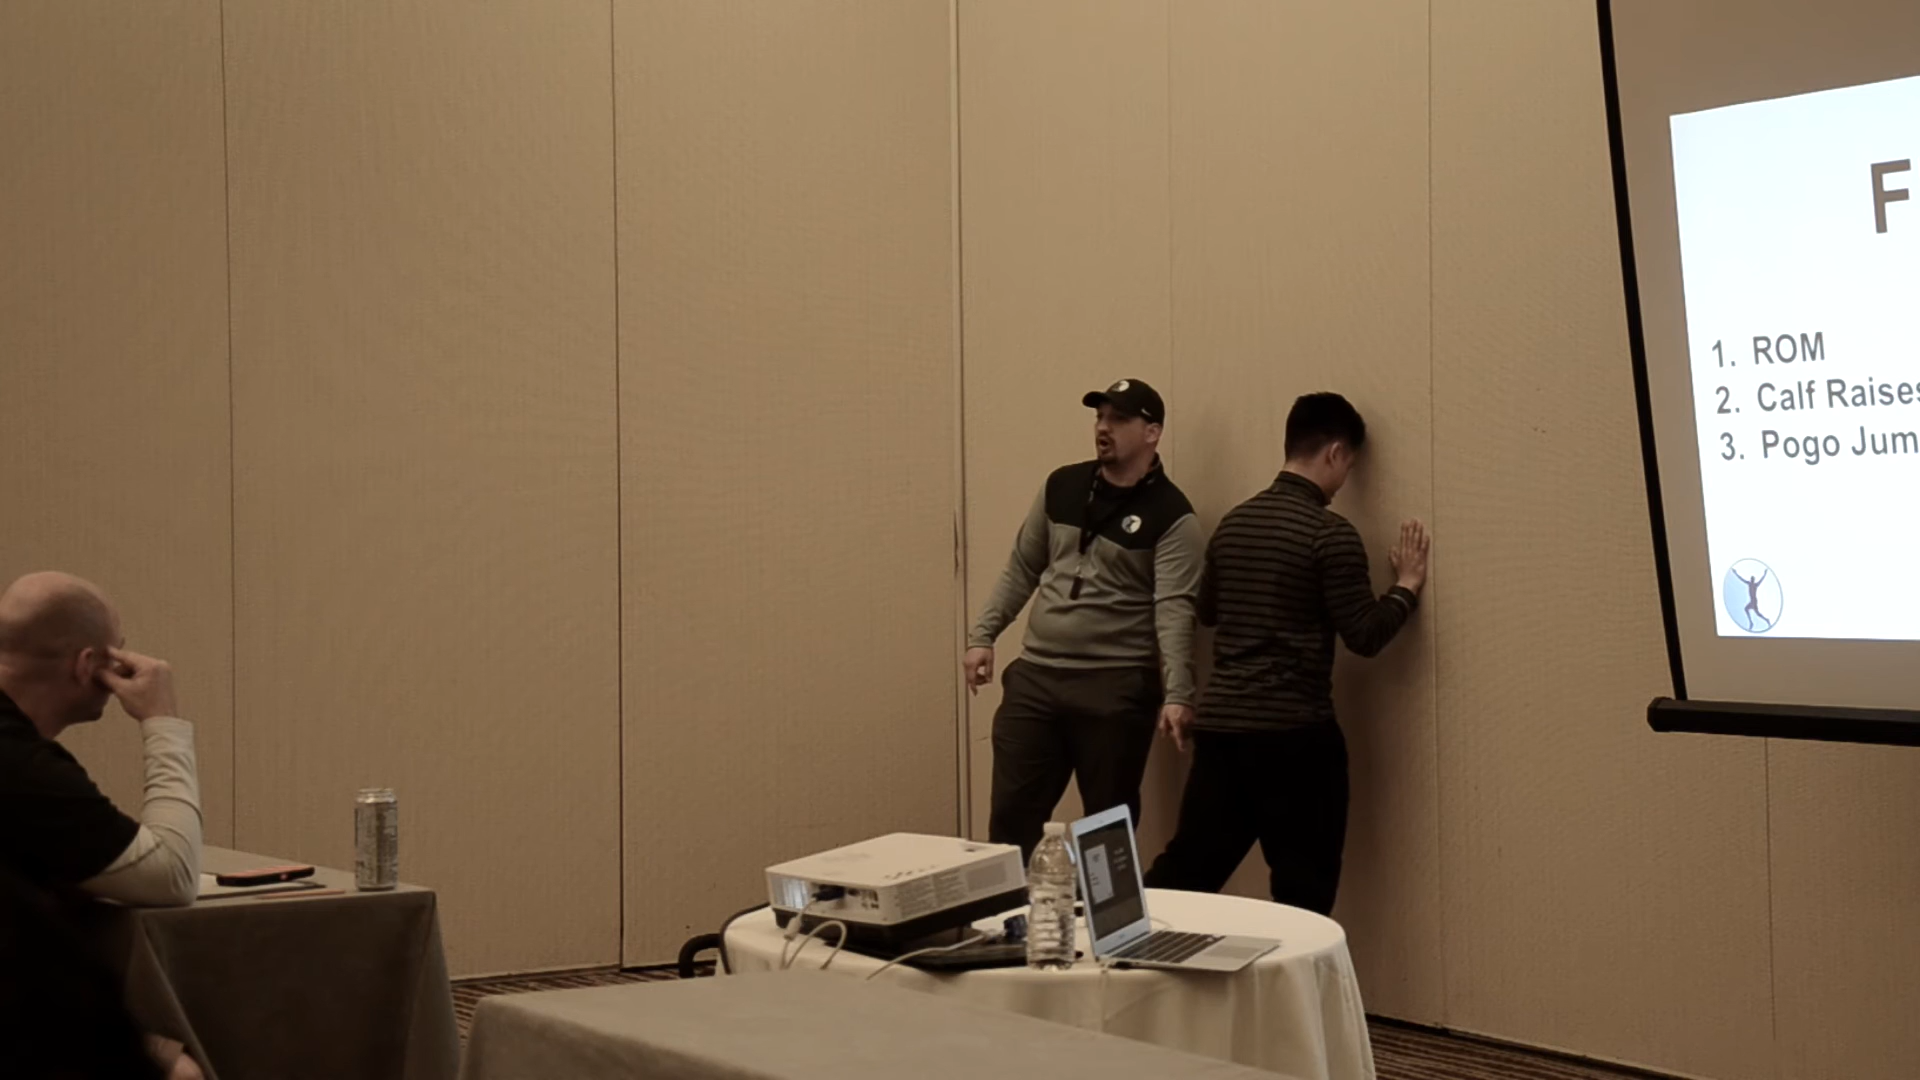 F
1. ROM
2. Calf Raises
3. Pogo Jum